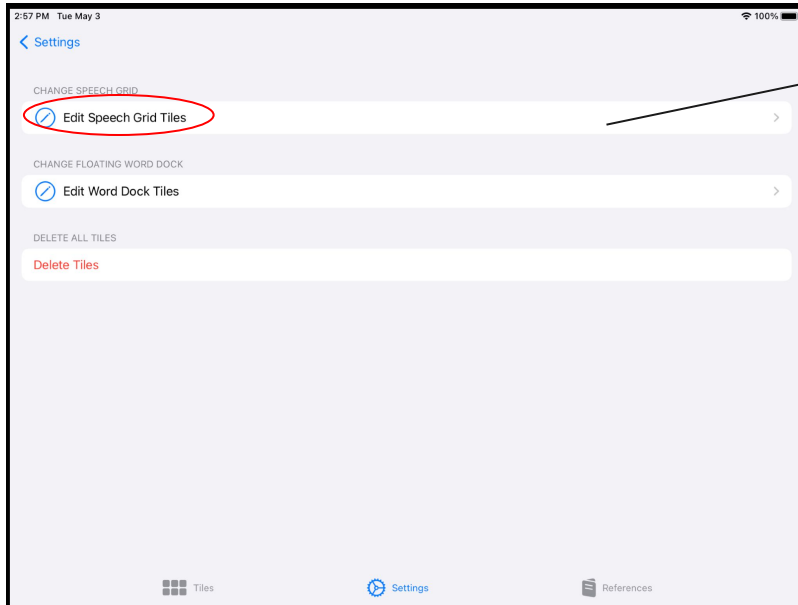 2:57 PM Tue May 3 100%
Settings
CHANGE SPEECH GRID
Edit Speech Grid Tiles
CHANGE FLOATING WORD DOCK
Edit Word Dock Tiles
DELETE ALL TILES
Delete Tiles
Tiles Settings References